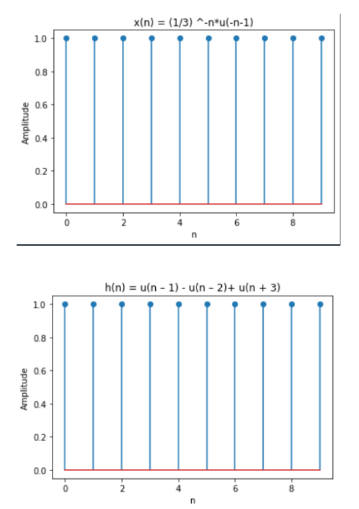 x(n) = (1/3) ^-n*u(-n-1)
1.0
0.8
0.6
0.4
0.2
0.0
Amplitude
0 2 4 6 8
n
h(n) = u(n – 1) - u(n – 2)+ u(n + 3)
1.0
0.8
0.6
0.4
0.2
0.0
Amplitude
0 2 4 6 8
n